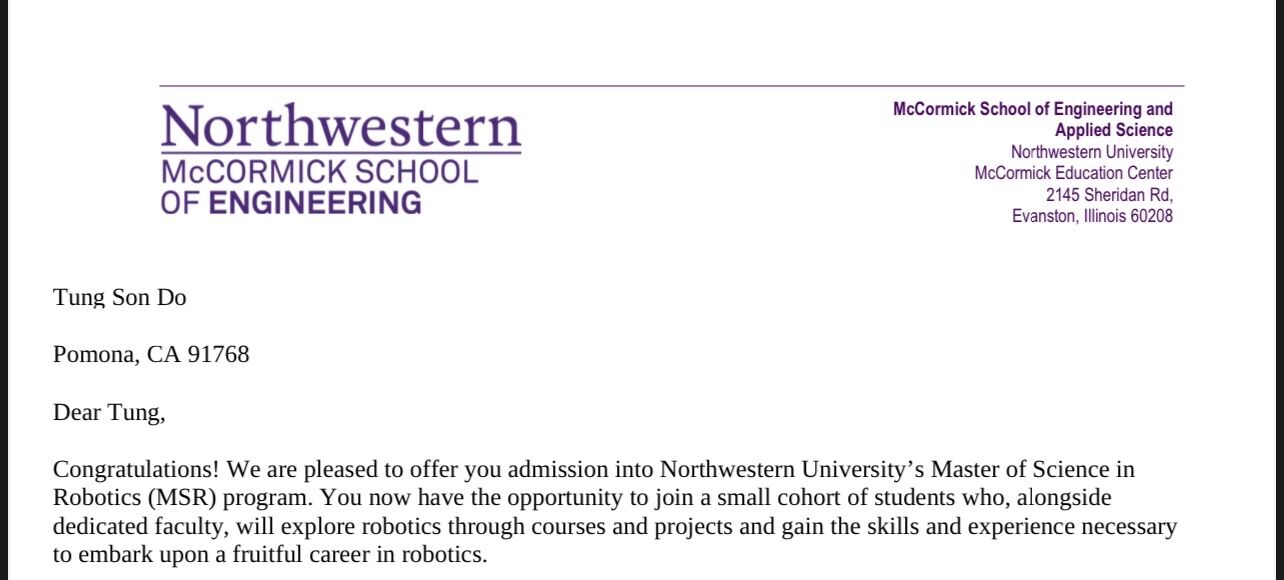 Northwestern
McCORMICK SCHOOL
OF ENGINEERING
McCormick School of Engineering and
Applied Science
Northwestern University
McCormick Education Center
2145 Sheridan Rd,
Evanston, Illinois 60208
Tung Son Do
Pomona, CA 91768
Dear Tung,
Congratulations! We are pleased to offer you admission into Northwestern University’s Master of Science in
Robotics (MSR) program. You now have the opportunity to join a small cohort of students who, alongside
dedicated faculty, will explore robotics through courses and projects and gain the skills and experience necessary
to embark upon a fruitful career in robotics.